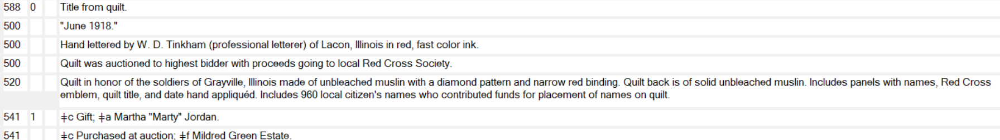 588 0 Title from quilt.
500 "June 1918."
500 Hand lettered by W. D. Tinkham (professional letterer) of Lacon, Illinois in red, fast color ink.
500 Quilt was auctioned to highest bidder with proceeds going to local Red Cross Society.
520 Quilt in honor of the soldiers of Grayville, Illinois made of unbleached muslin with a diamond pattern and narrow red binding. Quilt back is of solid unbleached muslin. Includes panels with names, Red Cross
emblem, quilt title, and date hand appliquéd. Includes 960 local citizen's names who contributed funds for placement of names on quilt.
541 1 ǂc Gift; ǂa Martha "Marty" Jordan.
541 ǂc Purchased at auction; ǂf Mildred Green Estate.